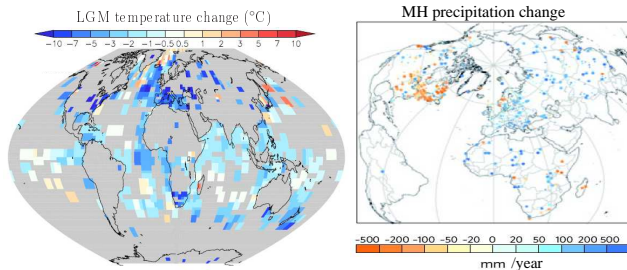 LGM temperature change (°C)
−10 −7 −5 −3 −2 −1 −0.5 0.5 1 2 3 5 7 10
MH precipitation change
−500 −200 −100 −50 −20 0 20 50 100 200 500
mm /year